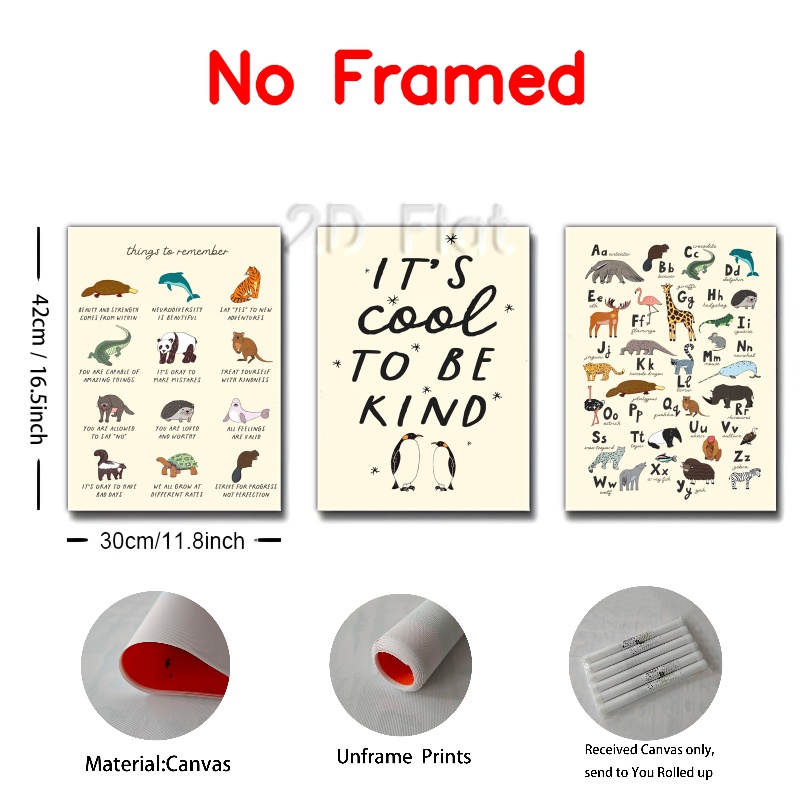 No Framed
2D Flat
42cm / 16.5inch
things to remember
BEAUTY AND STRENGTH
COMES FROM WITHIN
NEURODIVERSITY
IS BEAUTIFUL
SAY "YES" TO NEW
ADVENTURES
YOU ARE CAPABLE OF
AMAZING THINGS
IT'S OKAY TO
MAKE MISTAKES
TREAT YOURSELF
WITH KINDNESS
YOU ARE ALLOWED
TO SAY "NO"
YOU ARE LOVED
AND WORTHY
ALL FEELINGS
ARE VALID
IT'S OKAY TO HAVE
BAD DAYS
WE ALL GROW AT
DIFFERENT RATES
STRIVE FOR PROGRESS
NOT PERFECTION
IT'S
cool
TO BE
KIND
Aa anteater
Bb beaver
Cc crocodile
Dd dolphin
Ee elk
Ff flamingo
Gg giraffe
Hh hedgehog
Ii iguana
Jj jaguar
Kk komodo dragon
Ll lemur
Mm mouse
Nn narwhal
Oo ostrich
Pp platypus
Qq quokka
Rr rhinoceros
Ss snow leopard
Tt tapir
Uu uakari
Vv vulture
Ww wolf
Xx x-ray fish
Yy yak
Zz zebra
30cm/11.8inch
Material:Canvas
Unframe Prints
Received Canvas only,
send to You Rolled up